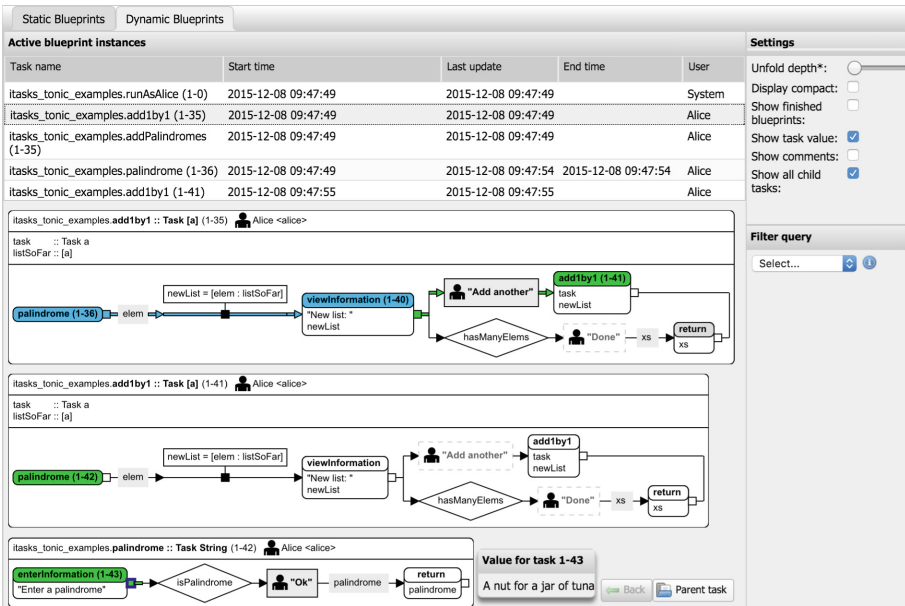 Static Blueprints Dynamic Blueprints
Active blueprint instances
Task name Start time Last update End time User
itasks_tonic_examples.runAsAlice (1-0) 2015-12-08 09:47:49 2015-12-08 09:47:49 System
itasks_tonic_examples.add1by1 (1-35) 2015-12-08 09:47:49 2015-12-08 09:47:49 Alice
itasks_tonic_examples.addPalindromes 2015-12-08 09:47:49 2015-12-08 09:47:49 Alice
(1-35)
itasks_tonic_examples.palindrome (1-36) 2015-12-08 09:47:49 2015-12-08 09:47:54 2015-12-08 09:47:54 Alice
itasks_tonic_examples.add1by1 (1-41) 2015-12-08 09:47:55 2015-12-08 09:47:55 Alice
Settings
Unfold depth*:
Display compact:
Show finished
blueprints:
Show task value:
Show comments:
Show all child
tasks:
Filter query
Select...
itasks_tonic_examples.add1by1 :: Task [a] (1-35) Alice <alice>
task :: Task a
listSoFar :: [a]
palindrome (1-36)
elem
newList = [elem : listSoFar]
viewInformation (1-40)
"New list: "
newList
"Add another"
add1by1 (1-41)
task
newList
hasManyElems
"Done"
xs
return
xs
itasks_tonic_examples.add1by1 :: Task [a] (1-41) Alice <alice>
task :: Task a
listSoFar :: [a]
palindrome (1-42)
elem
newList = [elem : listSoFar]
viewInformation
"New list: "
newList
"Add another"
add1by1
task
newList
hasManyElems
"Done"
xs
return
xs
itasks_tonic_examples.palindrome :: Task String (1-42) Alice <alice>
enterInformation (1-43)
"Enter a palindrome"
isPalindrome
"Ok"
palindrome
return
palindrome
Value for task 1-43
A nut for a jar of tuna
Back
Parent task